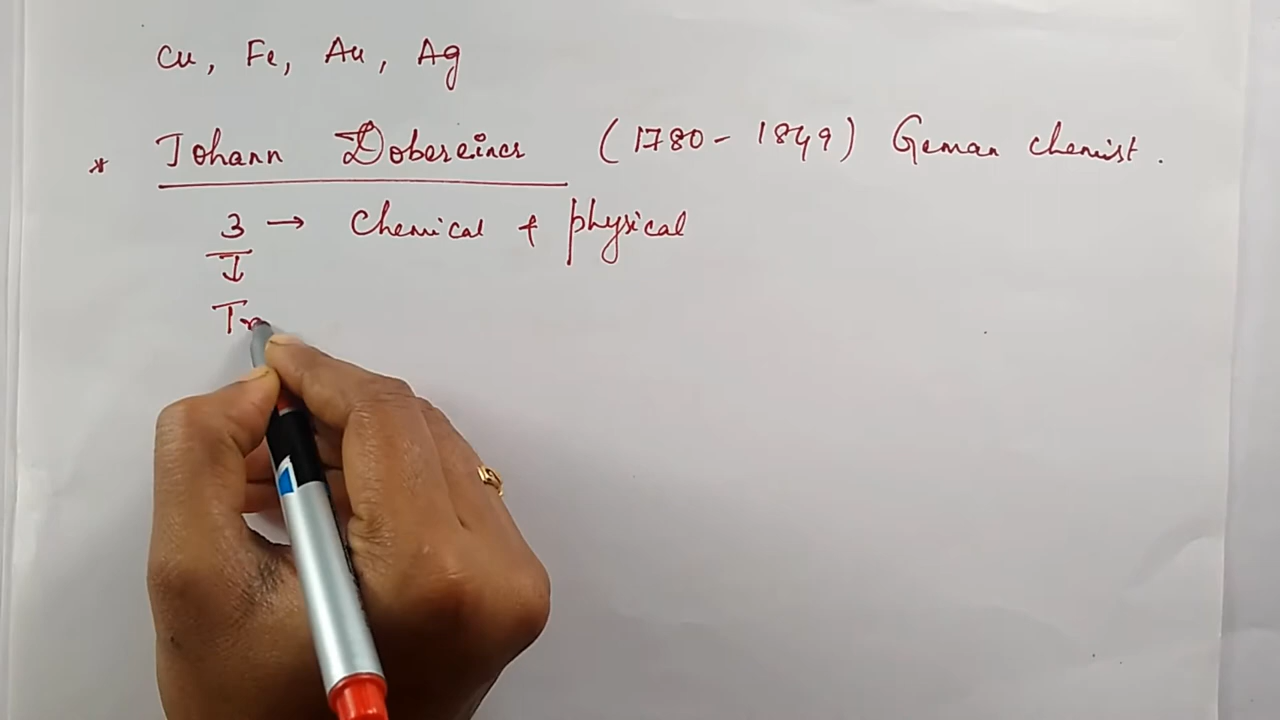 Cu, Fe, Au, Ag
* Johann Dobereiner (1780 - 1849) German chemist.
3 → Chemical + physical
↓
Tr